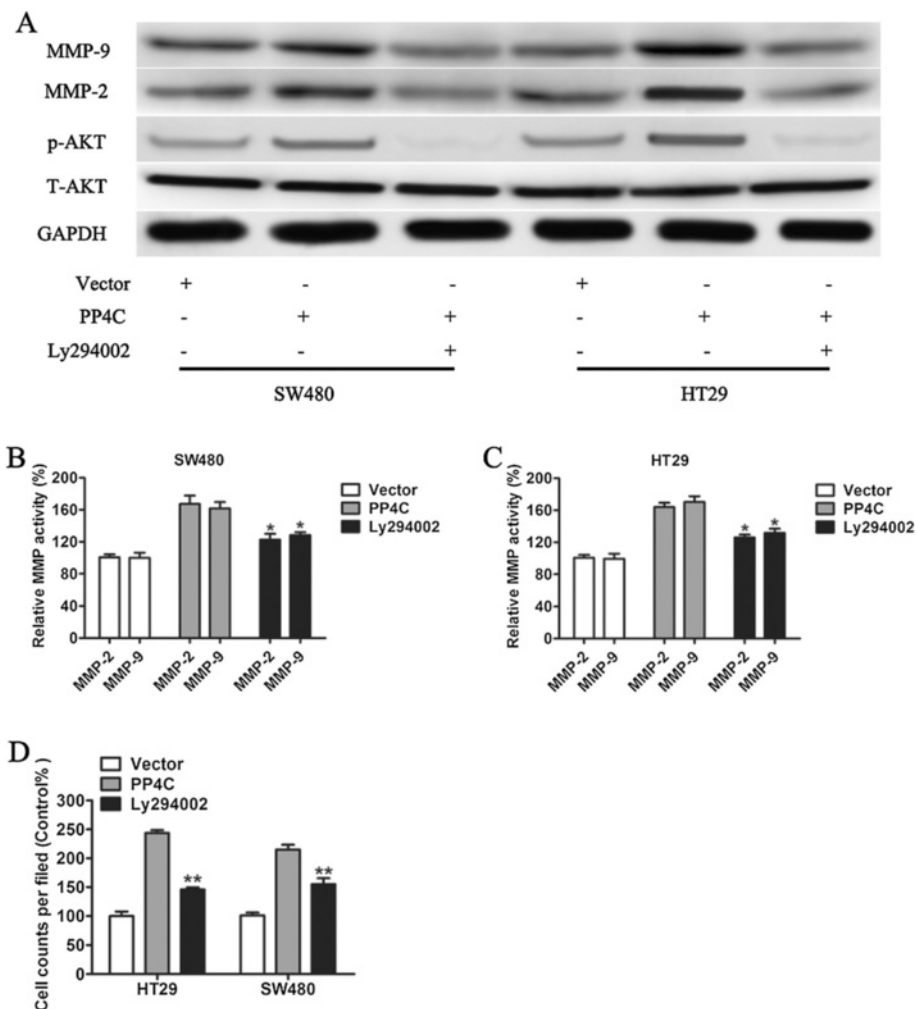 A
MMP-9
MMP-2
p-AKT
T-AKT
GAPDH
Vector + - - + - -
PP4C - + + - + +
Ly294002 - - + - - +
SW480 HT29
B
SW480
Relative MMP activity (%)
200
160
120
80
40
0
* *
MMP-2 MMP-9 MMP-2 MMP-9 MMP-2 MMP-9
Vector
PP4C
Ly294002
C
HT29
Relative MMP activity (%)
200
160
120
80
40
0
* *
MMP-2 MMP-9 MMP-2 MMP-9 MMP-2 MMP-9
Vector
PP4C
Ly294002
D
Vector
PP4C
Ly294002
Cell counts per filed (Control%)
300
250
200
150
100
50
0
** **
HT29 SW480